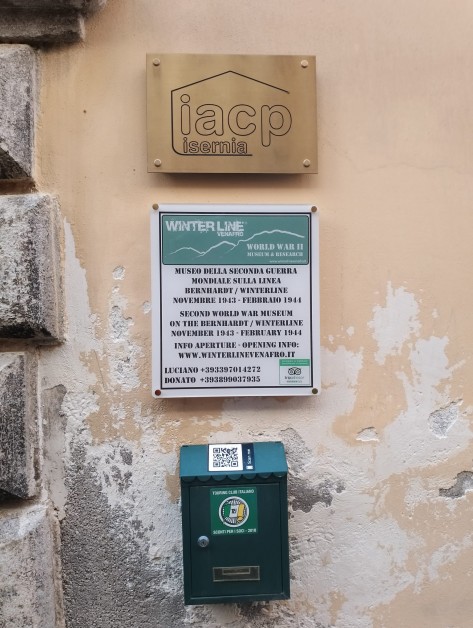 iacp
isernia
WINTERLINE
VENAFRO
WORLD WAR II
MUSEUM & RESEARCH
MUSEO DELLA SECONDA GUERRA
MONDIALE SULLA LINEA
BERNHARDT / WINTERLINE
NOVEMBRE 1943 - FEBBRAIO 1944
SECOND WORLD WAR MUSEUM
ON THE BERNHARDT / WINTERLINE
NOVEMBER 1943 - FEBRUARY 1944
INFO APERTURE - OPENING INFO:
WWW.WINTERLINEVENAFRO.IT
LUCIANO +393397014272
DONATO +393899037935
TOURING CLUB ITALIANO